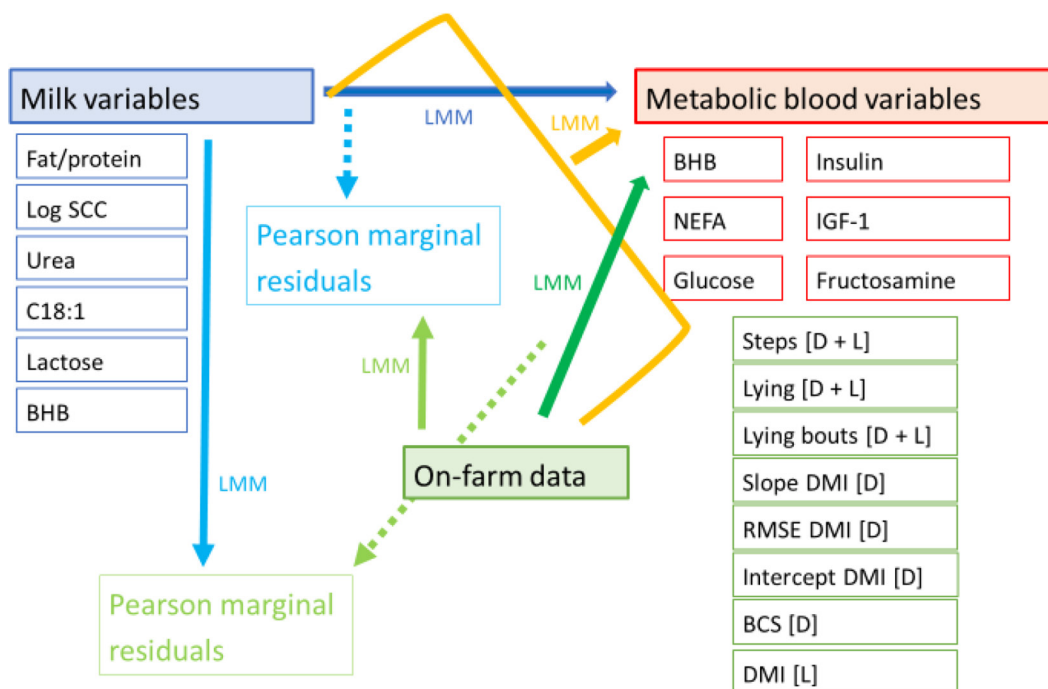 Milk variables
Fat/protein
Log SCC
Urea
C18:1
Lactose
BHB
LMM
LMM
Metabolic blood variables
BHB
Insulin
NEFA
IGF-1
Glucose
Fructosamine
Pearson marginal
residuals
LMM
LMM
On-farm data
LMM
Pearson marginal
residuals
Steps [D + L]
Lying [D + L]
Lying bouts [D + L]
Slope DMI [D]
RMSE DMI [D]
Intercept DMI [D]
BCS [D]
DMI [L]